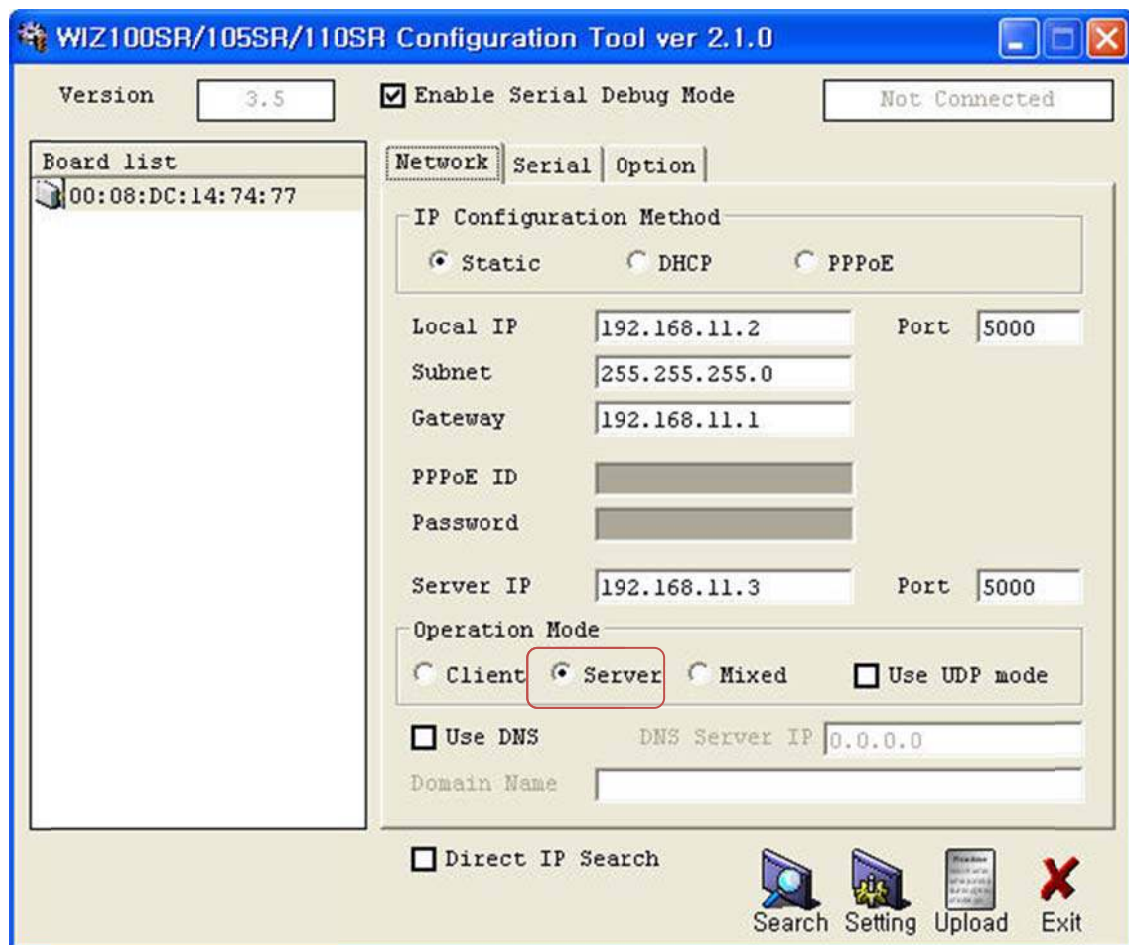 WIZ100SR/105SR/110SR Configuration Tool ver 2.1.0
Version 3.5 Enable Serial Debug Mode Not Connected
Board list
00:08:DC:14:74:77
Network Serial Option
IP Configuration Method
Static DHCP PPPoE
Local IP 192.168.11.2 Port 5000
Subnet 255.255.255.0
Gateway 192.168.11.1
PPPoE ID
Password
Server IP 192.168.11.3 Port 5000
Operation Mode
Client Server Mixed Use UDP mode
Use DNS DNS Server IP 0.0.0.0
Domain Name
Direct IP Search
Search Setting Upload Exit